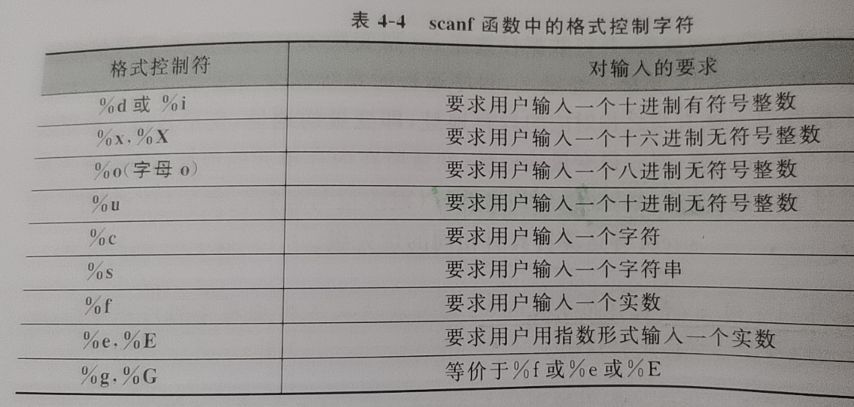 表 4-4 scanf 函数中的格式控制字符
格式控制符 对输入的要求
%d 或 %i 要求用户输入一个十进制有符号整数
%x,%X 要求用户输入一个十六进制无符号整数
%o(字母 o) 要求用户输入一个八进制无符号整数
%u 要求用户输入一个十进制无符号整数
%c 要求用户输入一个字符
%s 要求用户输入一个字符串
%f 要求用户输入一个实数
%e,%E 要求用户用指数形式输入一个实数
%g,%G 等价于%f 或%e 或%E